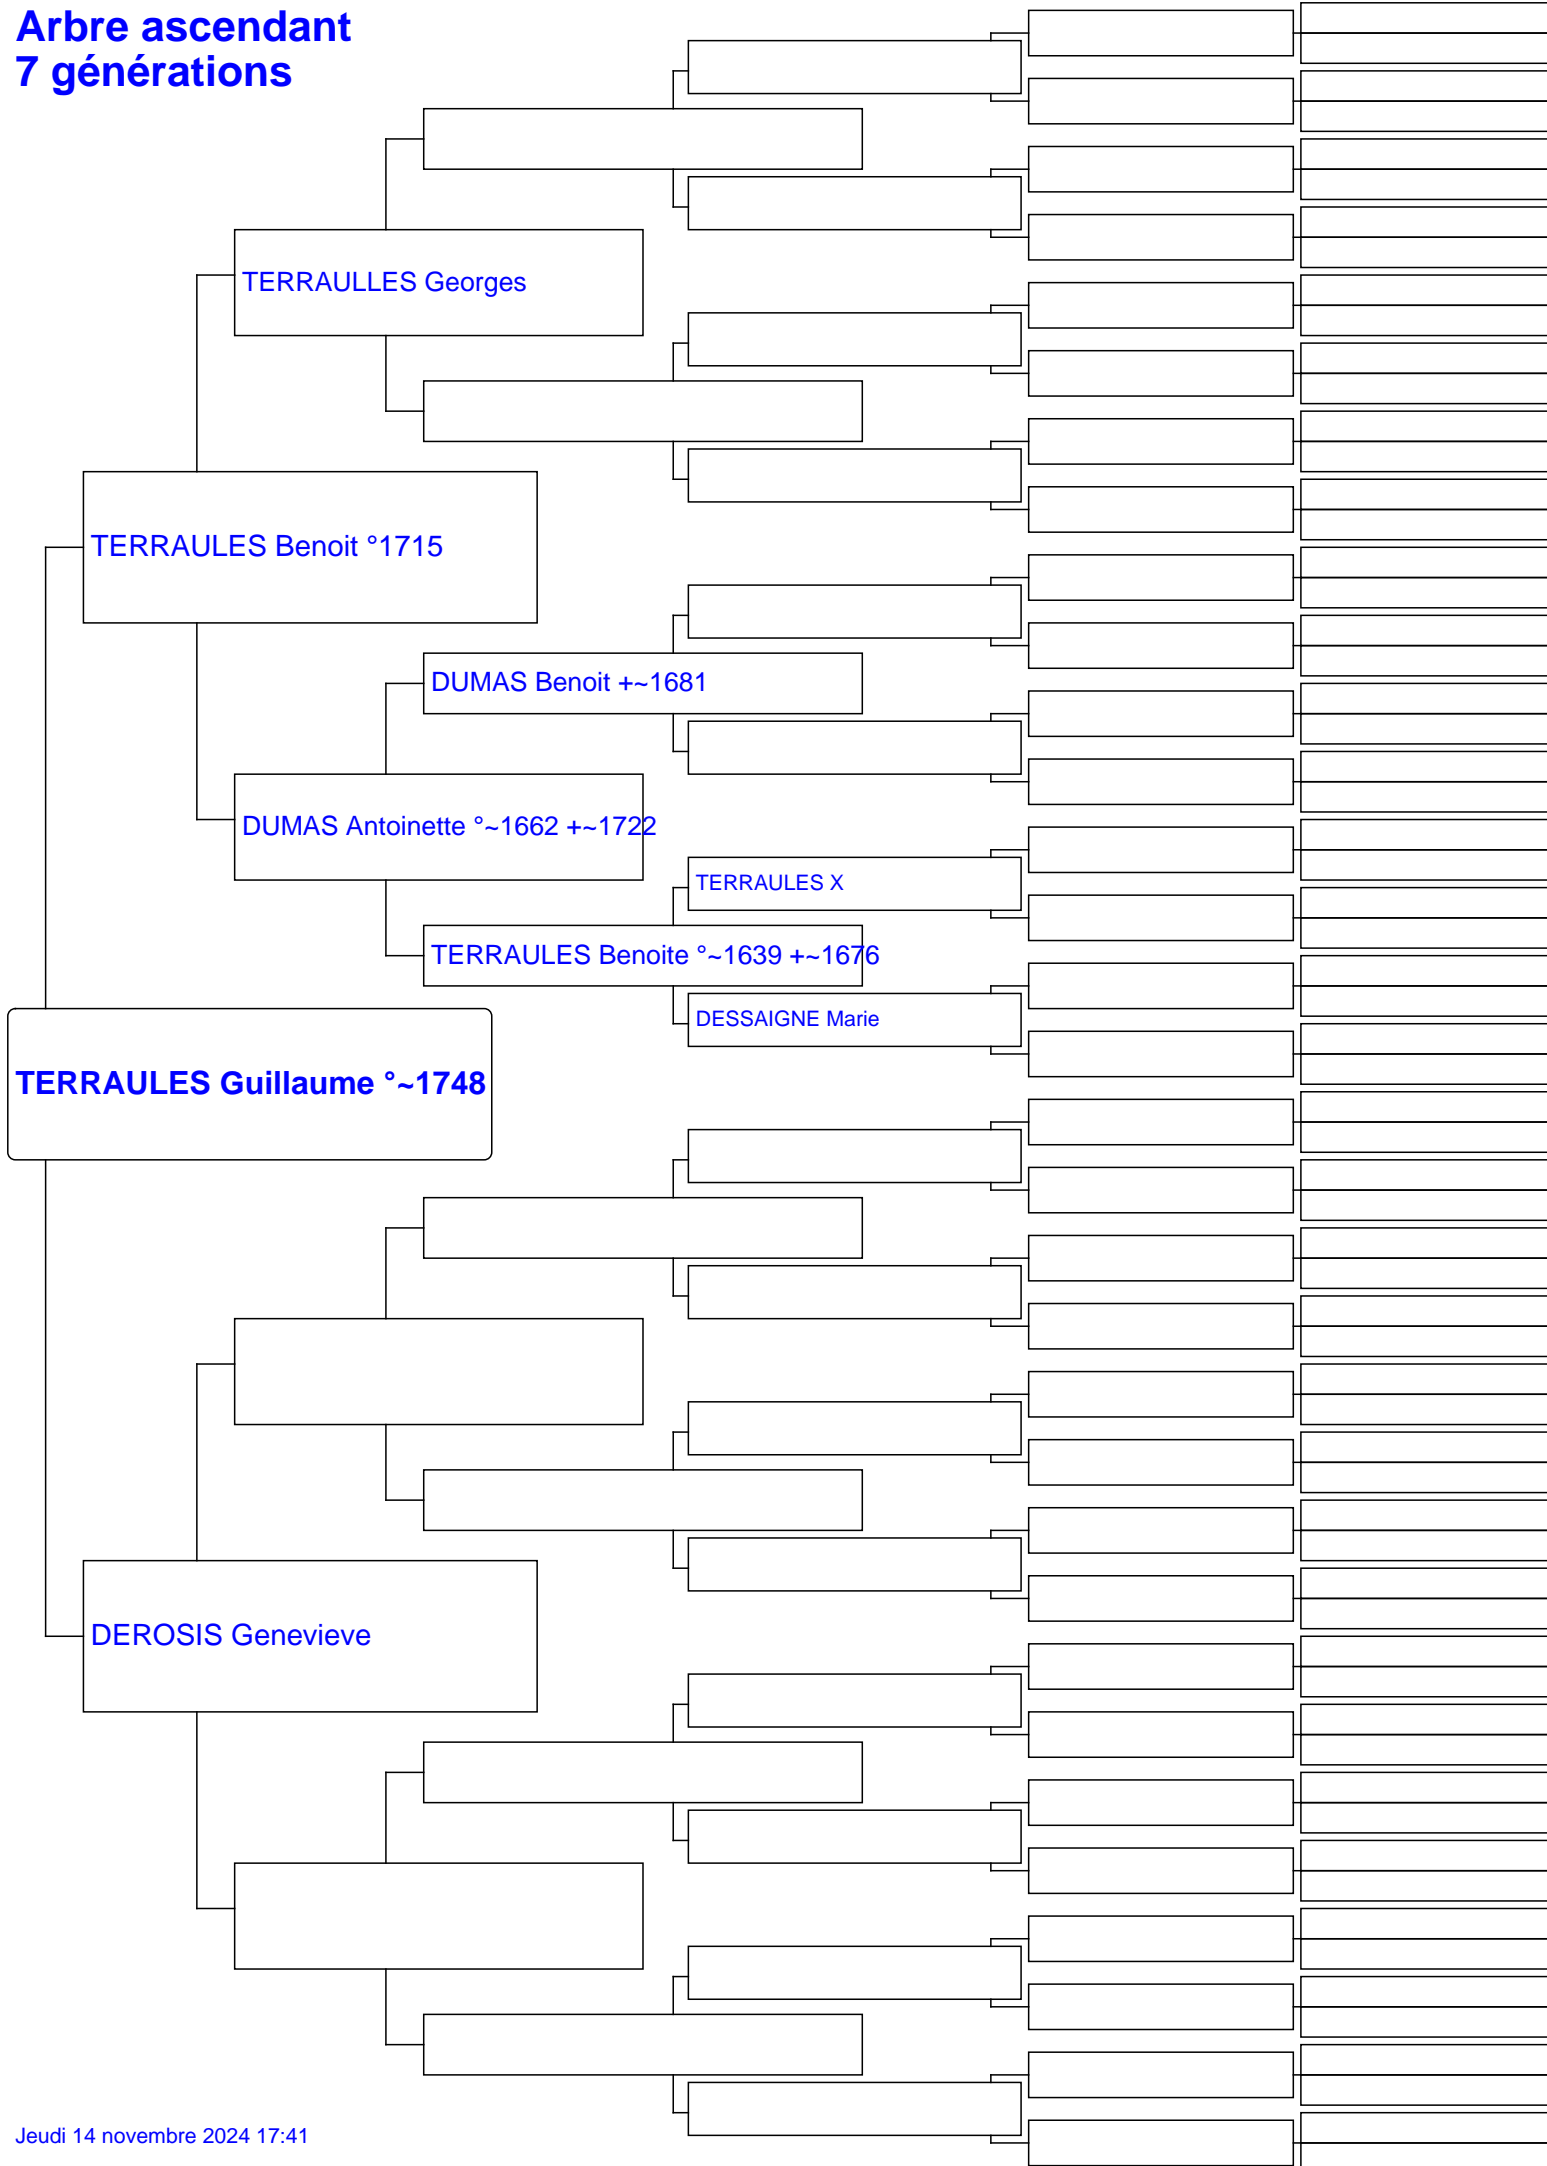 Arbre ascendant
7 générations
TERRAULLES Georges
TERRAULES Benoit °1715
DUMAS Benoit +~1681
DUMAS Antoinette °~1662 +~1722
TERRAULES X
TERRAULES Benoite °~1639 +~1676
DESSAIGNE Marie
TERRAULES Guillaume °~1748
DEROSIS Genevieve
Jeudi 14 novembre 2024 17:41